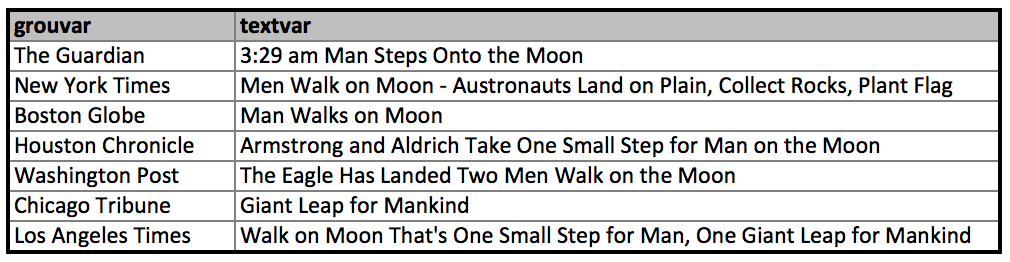 grouvar textvar
The Guardian 3:29 am Man Steps Onto the Moon
New York Times Men Walk on Moon - Austronauts Land on Plain, Collect Rocks, Plant Flag
Boston Globe Man Walks on Moon
Houston Chronicle Armstrong and Aldrich Take One Small Step for Man on the Moon
Washington Post The Eagle Has Landed Two Men Walk on the Moon
Chicago Tribune Giant Leap for Mankind
Los Angeles Times Walk on Moon That's One Small Step for Man, One Giant Leap for Mankind